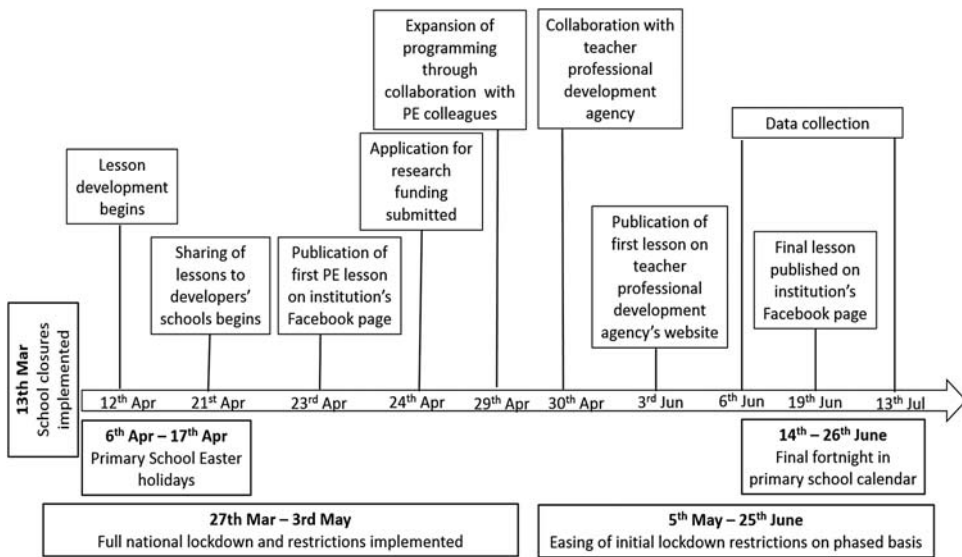 Expansion of
programming
through
collaboration with
PE colleagues
Collaboration with
teacher
professional
development
agency
Data collection
Lesson
development
begins
Application for
research
funding
submitted
Sharing of
lessons to
developers'
schools begins
Publication of
first PE lesson
on institution's
Facebook page
Publication of
first lesson on
teacher
professional
development
agency's website
Final lesson
published on
institution's
Facebook page
13th Mar
School closures
implemented
12th Apr
21st Apr
23rd Apr
24th Apr
29th Apr
30th Apr
3rd Jun
6th Jun
19th Jun
13th Jul
6th Apr – 17th Apr
Primary School Easter
holidays
14th – 26th June
Final fortnight in
primary school calendar
27th Mar – 3rd May
Full national lockdown and restrictions implemented
5th May – 25th June
Easing of initial lockdown restrictions on phased basis